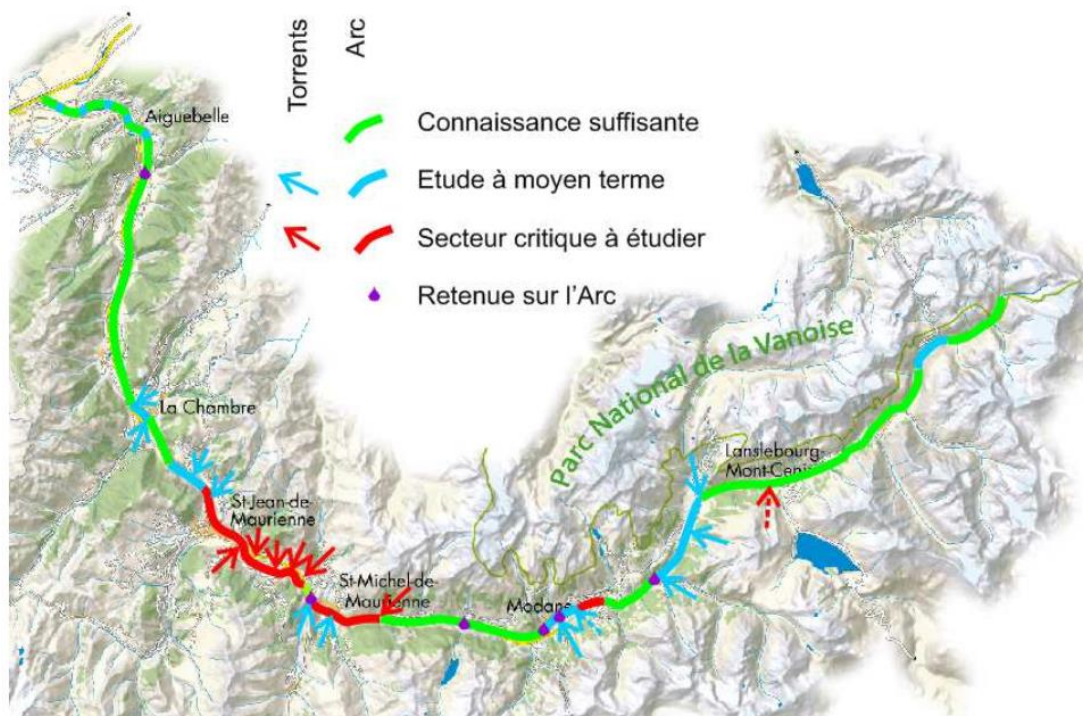 Torrents
Arc
Connaissance suffisante
Etude à moyen terme
Secteur critique à étudier
Retenue sur l'Arc
Aiguebelle
La Chambre
St-Jean-de-
Maurienne
St-Michel-de-
Maurienne
Modane
Parc National de la Vanoise
Lanslebourg-
Mont-Cenis